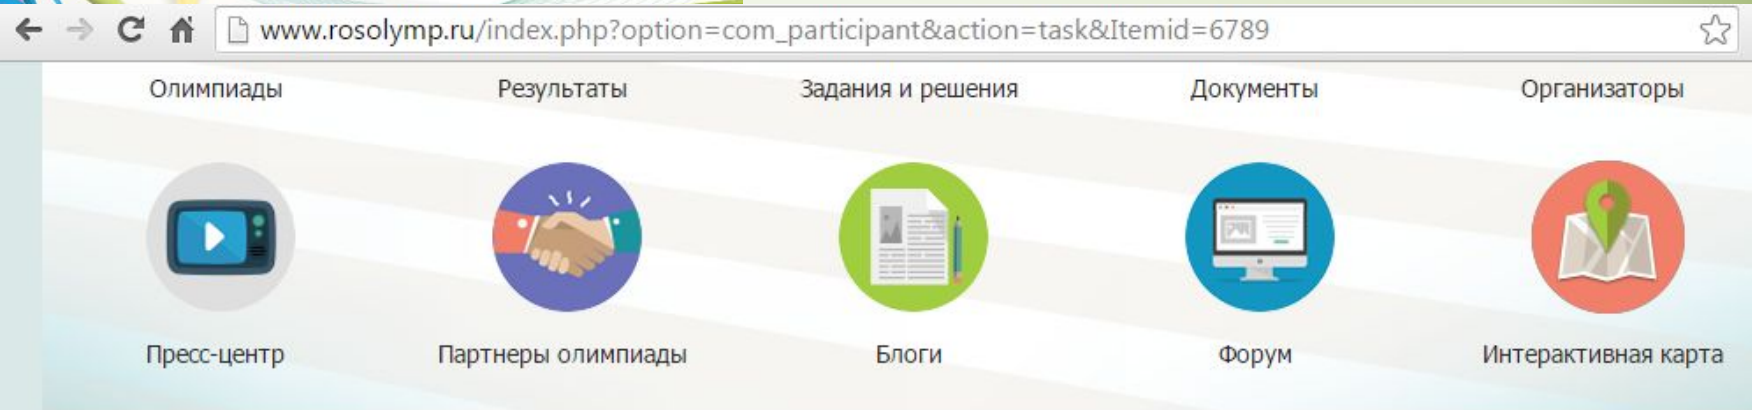 www.rosolymp.ru/index.php?option=com_participant&action=task&Itemid=6789
Олимпиады Результаты Задания и решения Документы Организаторы
Пресс-центр Партнеры олимпиады Блоги Форум Интерактивная карта